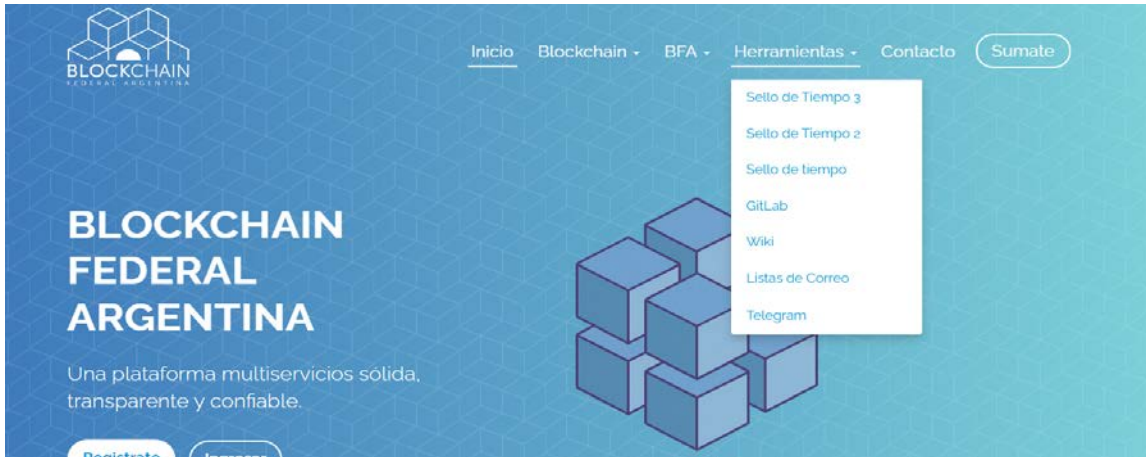 BLOCKCHAIN
FEDERAL ARGENTINA
Inicio Blockchain BFA Herramientas Contacto Sumate
Sello de Tiempo 3
Sello de Tiempo 2
Sello de tiempo
GitLab
Wiki
Listas de Correo
Telegram
BLOCKCHAIN
FEDERAL
ARGENTINA
Una plataforma multiservicios sólida,
transparente y confiable.
Registrate